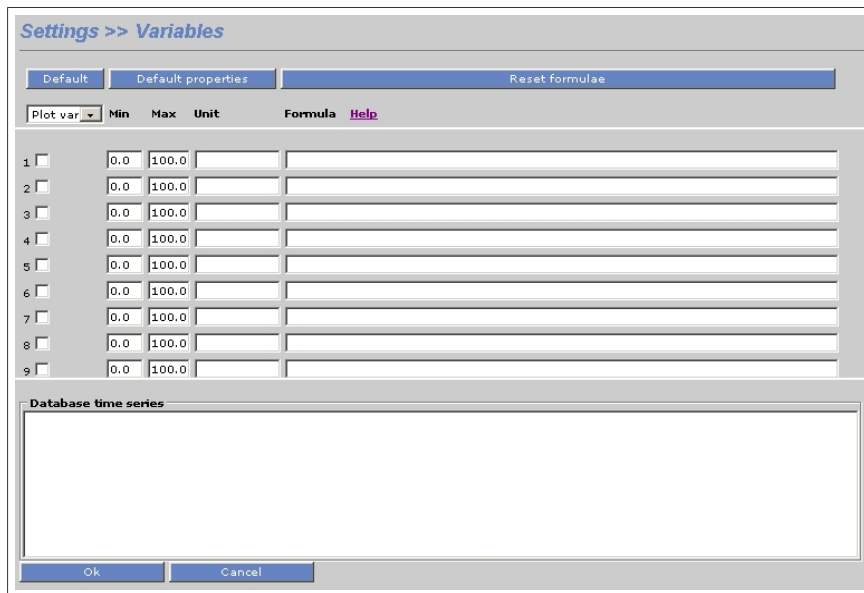 Settings >> Variables
Default Default properties Reset formulae
Plot var Min Max Unit Formula Help
1 0.0 100.0
2 0.0 100.0
3 0.0 100.0
4 0.0 100.0
5 0.0 100.0
6 0.0 100.0
7 0.0 100.0
8 0.0 100.0
9 0.0 100.0
Database time series
Ok Cancel